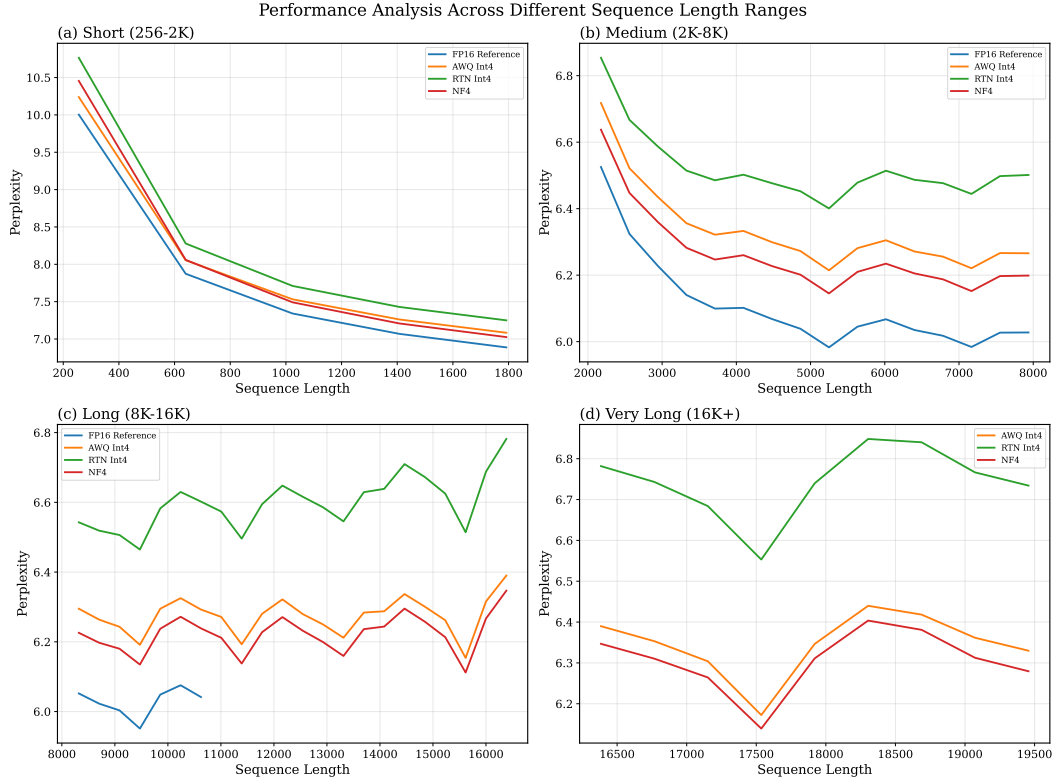 Performance Analysis Across Different Sequence Length Ranges
(a) Short (256-2K)
FP16 Reference
AWQ Int4
RTN Int4
NF4
Perplexity
10.5
10.0
9.5
9.0
8.5
8.0
7.5
7.0
200 400 600 800 1000 1200 1400 1600 1800
Sequence Length
(b) Medium (2K-8K)
FP16 Reference
AWQ Int4
RTN Int4
NF4
Perplexity
6.8
6.6
6.4
6.2
6.0
2000 3000 4000 5000 6000 7000 8000
Sequence Length
(c) Long (8K-16K)
FP16 Reference
AWQ Int4
RTN Int4
NF4
Perplexity
6.8
6.6
6.4
6.2
6.0
8000 9000 10000 11000 12000 13000 14000 15000 16000
Sequence Length
(d) Very Long (16K+)
AWQ Int4
RTN Int4
NF4
Perplexity
6.8
6.7
6.6
6.5
6.4
6.3
6.2
16500 17000 17500 18000 18500 19000 19500
Sequence Length